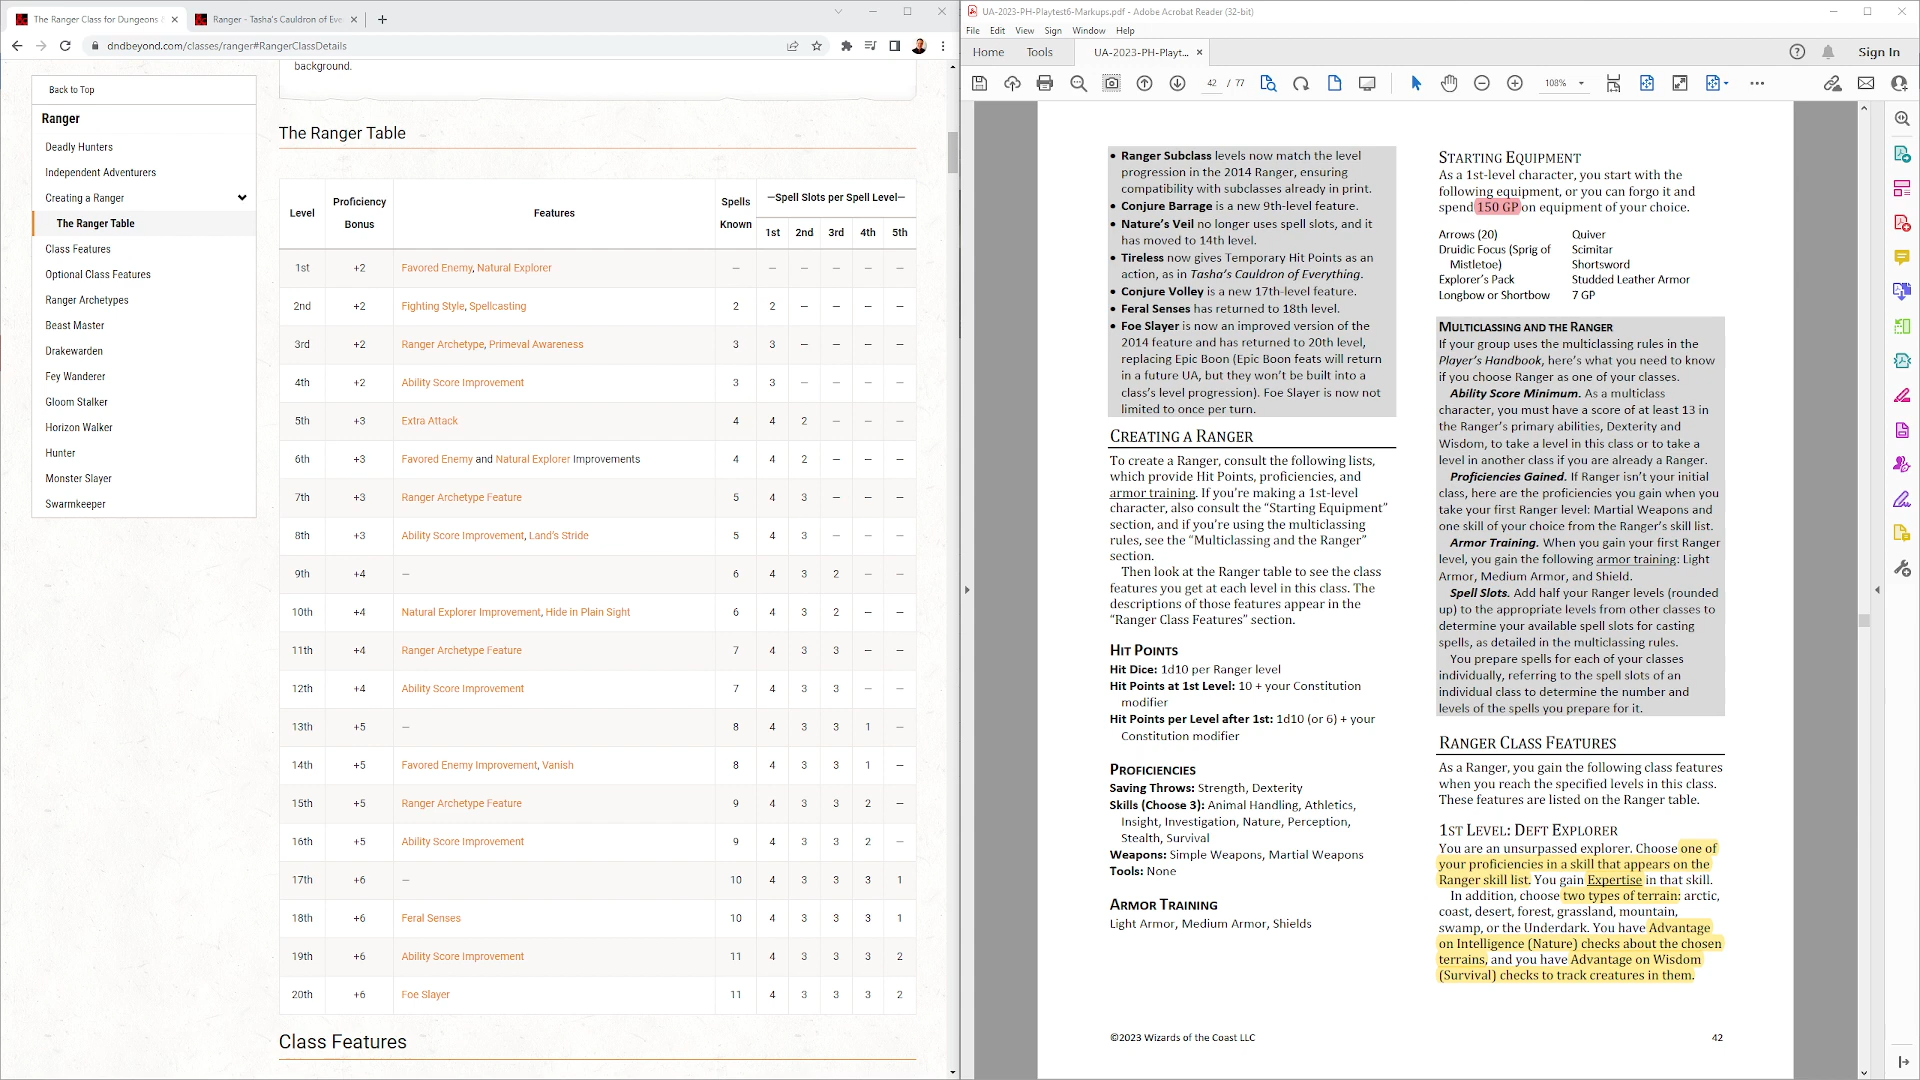 The Ranger Class for Dungeons &
Ranger - Tasha's Cauldron of Eve
dndbeyond.com/classes/ranger#RangerClassDetails
background.
Back to Top
Ranger
Deadly Hunters
Independent Adventurers
Creating a Ranger
The Ranger Table
Class Features
Optional Class Features
Ranger Archetypes
Beast Master
Drakewarden
Fey Wanderer
Gloom Stalker
Horizon Walker
Hunter
Monster Slayer
Swarmkeeper
The Ranger Table
Level Proficiency Bonus Features Spells Known —Spell Slots per Spell Level—
1st 2nd 3rd 4th 5th
1st +2 Favored Enemy, Natural Explorer — — — — — —
2nd +2 Fighting Style, Spellcasting 2 2 — — — —
3rd +2 Ranger Archetype, Primeval Awareness 3 3 — — — —
4th +2 Ability Score Improvement 3 3 — — — —
5th +3 Extra Attack 4 4 2 — — —
6th +3 Favored Enemy and Natural Explorer Improvements 4 4 2 — — —
7th +3 Ranger Archetype Feature 5 4 3 — — —
8th +3 Ability Score Improvement, Land's Stride 5 4 3 — — —
9th +4 — 6 4 3 2 — —
10th +4 Natural Explorer Improvement, Hide in Plain Sight 6 4 3 2 — —
11th +4 Ranger Archetype Feature 7 4 3 3 — —
12th +4 Ability Score Improvement 7 4 3 3 — —
13th +5 — 8 4 3 3 1 —
14th +5 Favored Enemy Improvement, Vanish 8 4 3 3 1 —
15th +5 Ranger Archetype Feature 9 4 3 3 2 —
16th +5 Ability Score Improvement 9 4 3 3 2 —
17th +6 — 10 4 3 3 3 1
18th +6 Feral Senses 10 4 3 3 3 1
19th +6 Ability Score Improvement 11 4 3 3 3 2
20th +6 Foe Slayer 11 4 3 3 3 2
Class Features
UA-2023-PH-Playtest6-Markups.pdf - Adobe Acrobat Reader (32-bit)
File Edit View Sign Window Help
Home Tools UA-2023-PH-Playt... Sign In
42 / 77 108%
• Ranger Subclass levels now match the level
progression in the 2014 Ranger, ensuring
compatibility with subclasses already in print.
• Conjure Barrage is a new 9th-level feature.
• Nature's Veil no longer uses spell slots, and it
has moved to 14th level.
• Tireless now gives Temporary Hit Points as an
action, as in Tasha's Cauldron of Everything.
• Conjure Volley is a new 17th-level feature.
• Feral Senses has returned to 18th level.
• Foe Slayer is now an improved version of the
2014 feature and has returned to 20th level,
replacing Epic Boon (Epic Boon feats will return
in a future UA, but they won't be built into a
class's level progression). Foe Slayer is now not
limited to once per turn.
CREATING A RANGER
To create a Ranger, consult the following lists,
which provide Hit Points, proficiencies, and
armor training. If you're making a 1st-level
character, also consult the "Starting Equipment"
section, and if you're using the multiclassing
rules, see the "Multiclassing and the Ranger"
section.
Then look at the Ranger table to see the class
features you get at each level in this class. The
descriptions of those features appear in the
"Ranger Class Features" section.
HIT POINTS
Hit Dice: 1d10 per Ranger level
Hit Points at 1st Level: 10 + your Constitution
modifier
Hit Points per Level after 1st: 1d10 (or 6) + your
Constitution modifier
PROFICIENCIES
Saving Throws: Strength, Dexterity
Skills (Choose 3): Animal Handling, Athletics,
Insight, Investigation, Nature, Perception,
Stealth, Survival
Weapons: Simple Weapons, Martial Weapons
Tools: None
ARMOR TRAINING
Light Armor, Medium Armor, Shields
STARTING EQUIPMENT
As a 1st-level character, you start with the
following equipment, or you can forgo it and
spend 150 GP on equipment of your choice.
Arrows (20) Quiver
Druidic Focus (Sprig of Scimitar
Mistletoe) Shortsword
Explorer's Pack Studded Leather Armor
Longbow or Shortbow 7 GP
MULTICLASSING AND THE RANGER
If your group uses the multiclassing rules in the
Player's Handbook, here's what you need to know
if you choose Ranger as one of your classes.
Ability Score Minimum. As a multiclass
character, you must have a score of at least 13 in
the Ranger's primary abilities, Dexterity and
Wisdom, to take a level in this class or to take a
level in another class if you are already a Ranger.
Proficiencies Gained. If Ranger isn't your initial
class, here are the proficiencies you gain when you
take your first Ranger level: Martial Weapons and
one skill of your choice from the Ranger's skill list.
Armor Training. When you gain your first Ranger
level, you gain the following armor training: Light
Armor, Medium Armor, and Shield.
Spell Slots. Add half your Ranger levels (rounded
up) to the appropriate levels from other classes to
determine your available spell slots for casting
spells, as detailed in the multiclassing rules.
You prepare spells for each of your classes
individually, referring to the spell slots of an
individual class to determine the number and
levels of the spells you prepare for it.
RANGER CLASS FEATURES
As a Ranger, you gain the following class features
when you reach the specified levels in this class.
These features are listed on the Ranger table.
1ST LEVEL: DEFT EXPLORER
You are an unsurpassed explorer. Choose one of
your proficiencies in a skill that appears on the
Ranger skill list. You gain Expertise in that skill.
In addition, choose two types of terrain: arctic,
coast, desert, forest, grassland, mountain,
swamp, or the Underdark. You have Advantage
on Intelligence (Nature) checks about the chosen
terrains, and you have Advantage on Wisdom
(Survival) checks to track creatures in them.
©2023 Wizards of the Coast LLC 42